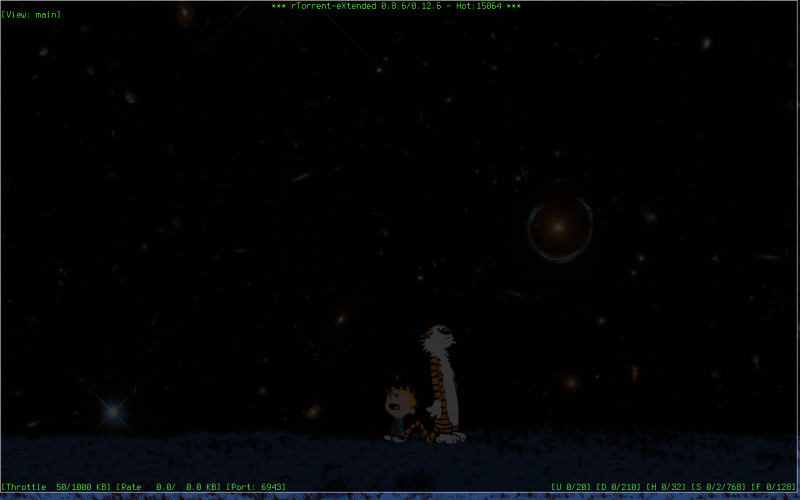 *** rTorrent-eXtended 0.8.6/0.12.6 - Hot:15064 ***
[View: main]
[Throttle  50/1000 KB] [Rate   0.0/  0.0 KB] [Port: 6943] [U 0/20] [D 0/210] [H 0/32] [S 0/2/768] [F 0/128]